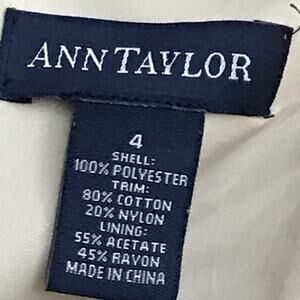 ANN TAYLOR
4
SHELL:
100% POLYESTER
TRIM:
80% COTTON
20% NYLON
LINING:
55% ACETATE
45% RAYON
MADE IN CHINA